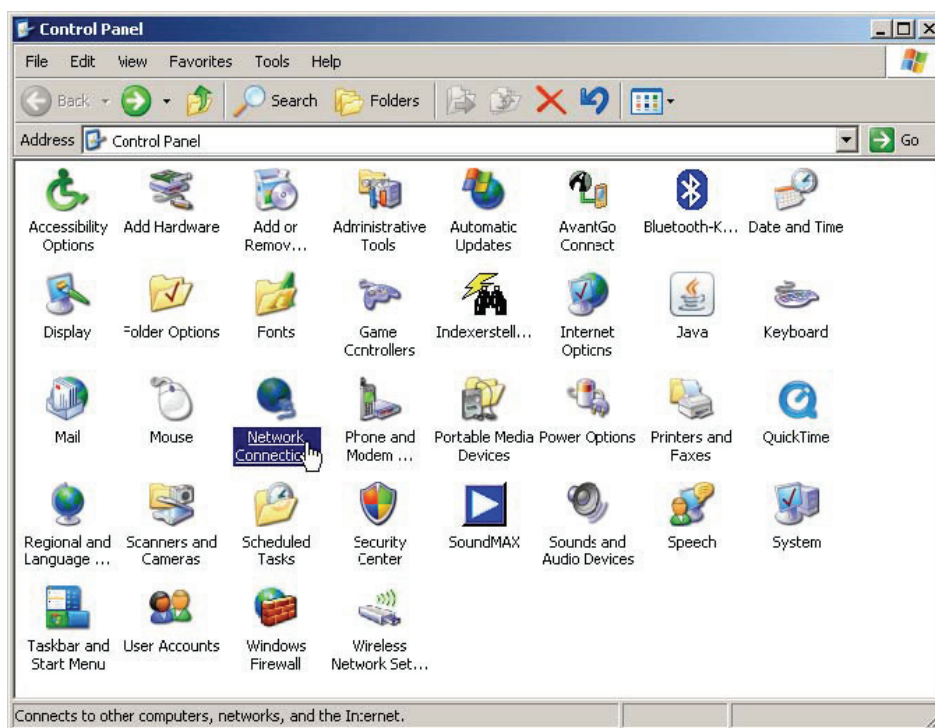 Control Panel
File Edit View Favorites Tools Help
Back Search Folders
Address Control Panel Go
Accessibility Options
Add Hardware
Add or Remov...
Administrative Tools
Automatic Updates
AvantGo Connect
Bluetooth-K...
Date and Time
Display
Folder Options
Fonts
Game Controllers
Indexerstell...
Internet Options
Java
Keyboard
Mail
Mouse
Network Connectio
Phone and Modem ...
Portable Media Devices
Power Options
Printers and Faxes
QuickTime
Regional and Language ...
Scanners and Cameras
Scheduled Tasks
Security Center
SoundMAX
Sounds and Audio Devices
Speech
System
Taskbar and Start Menu
User Accounts
Windows Firewall
Wireless Network Set...
Connects to other computers, networks, and the Internet.